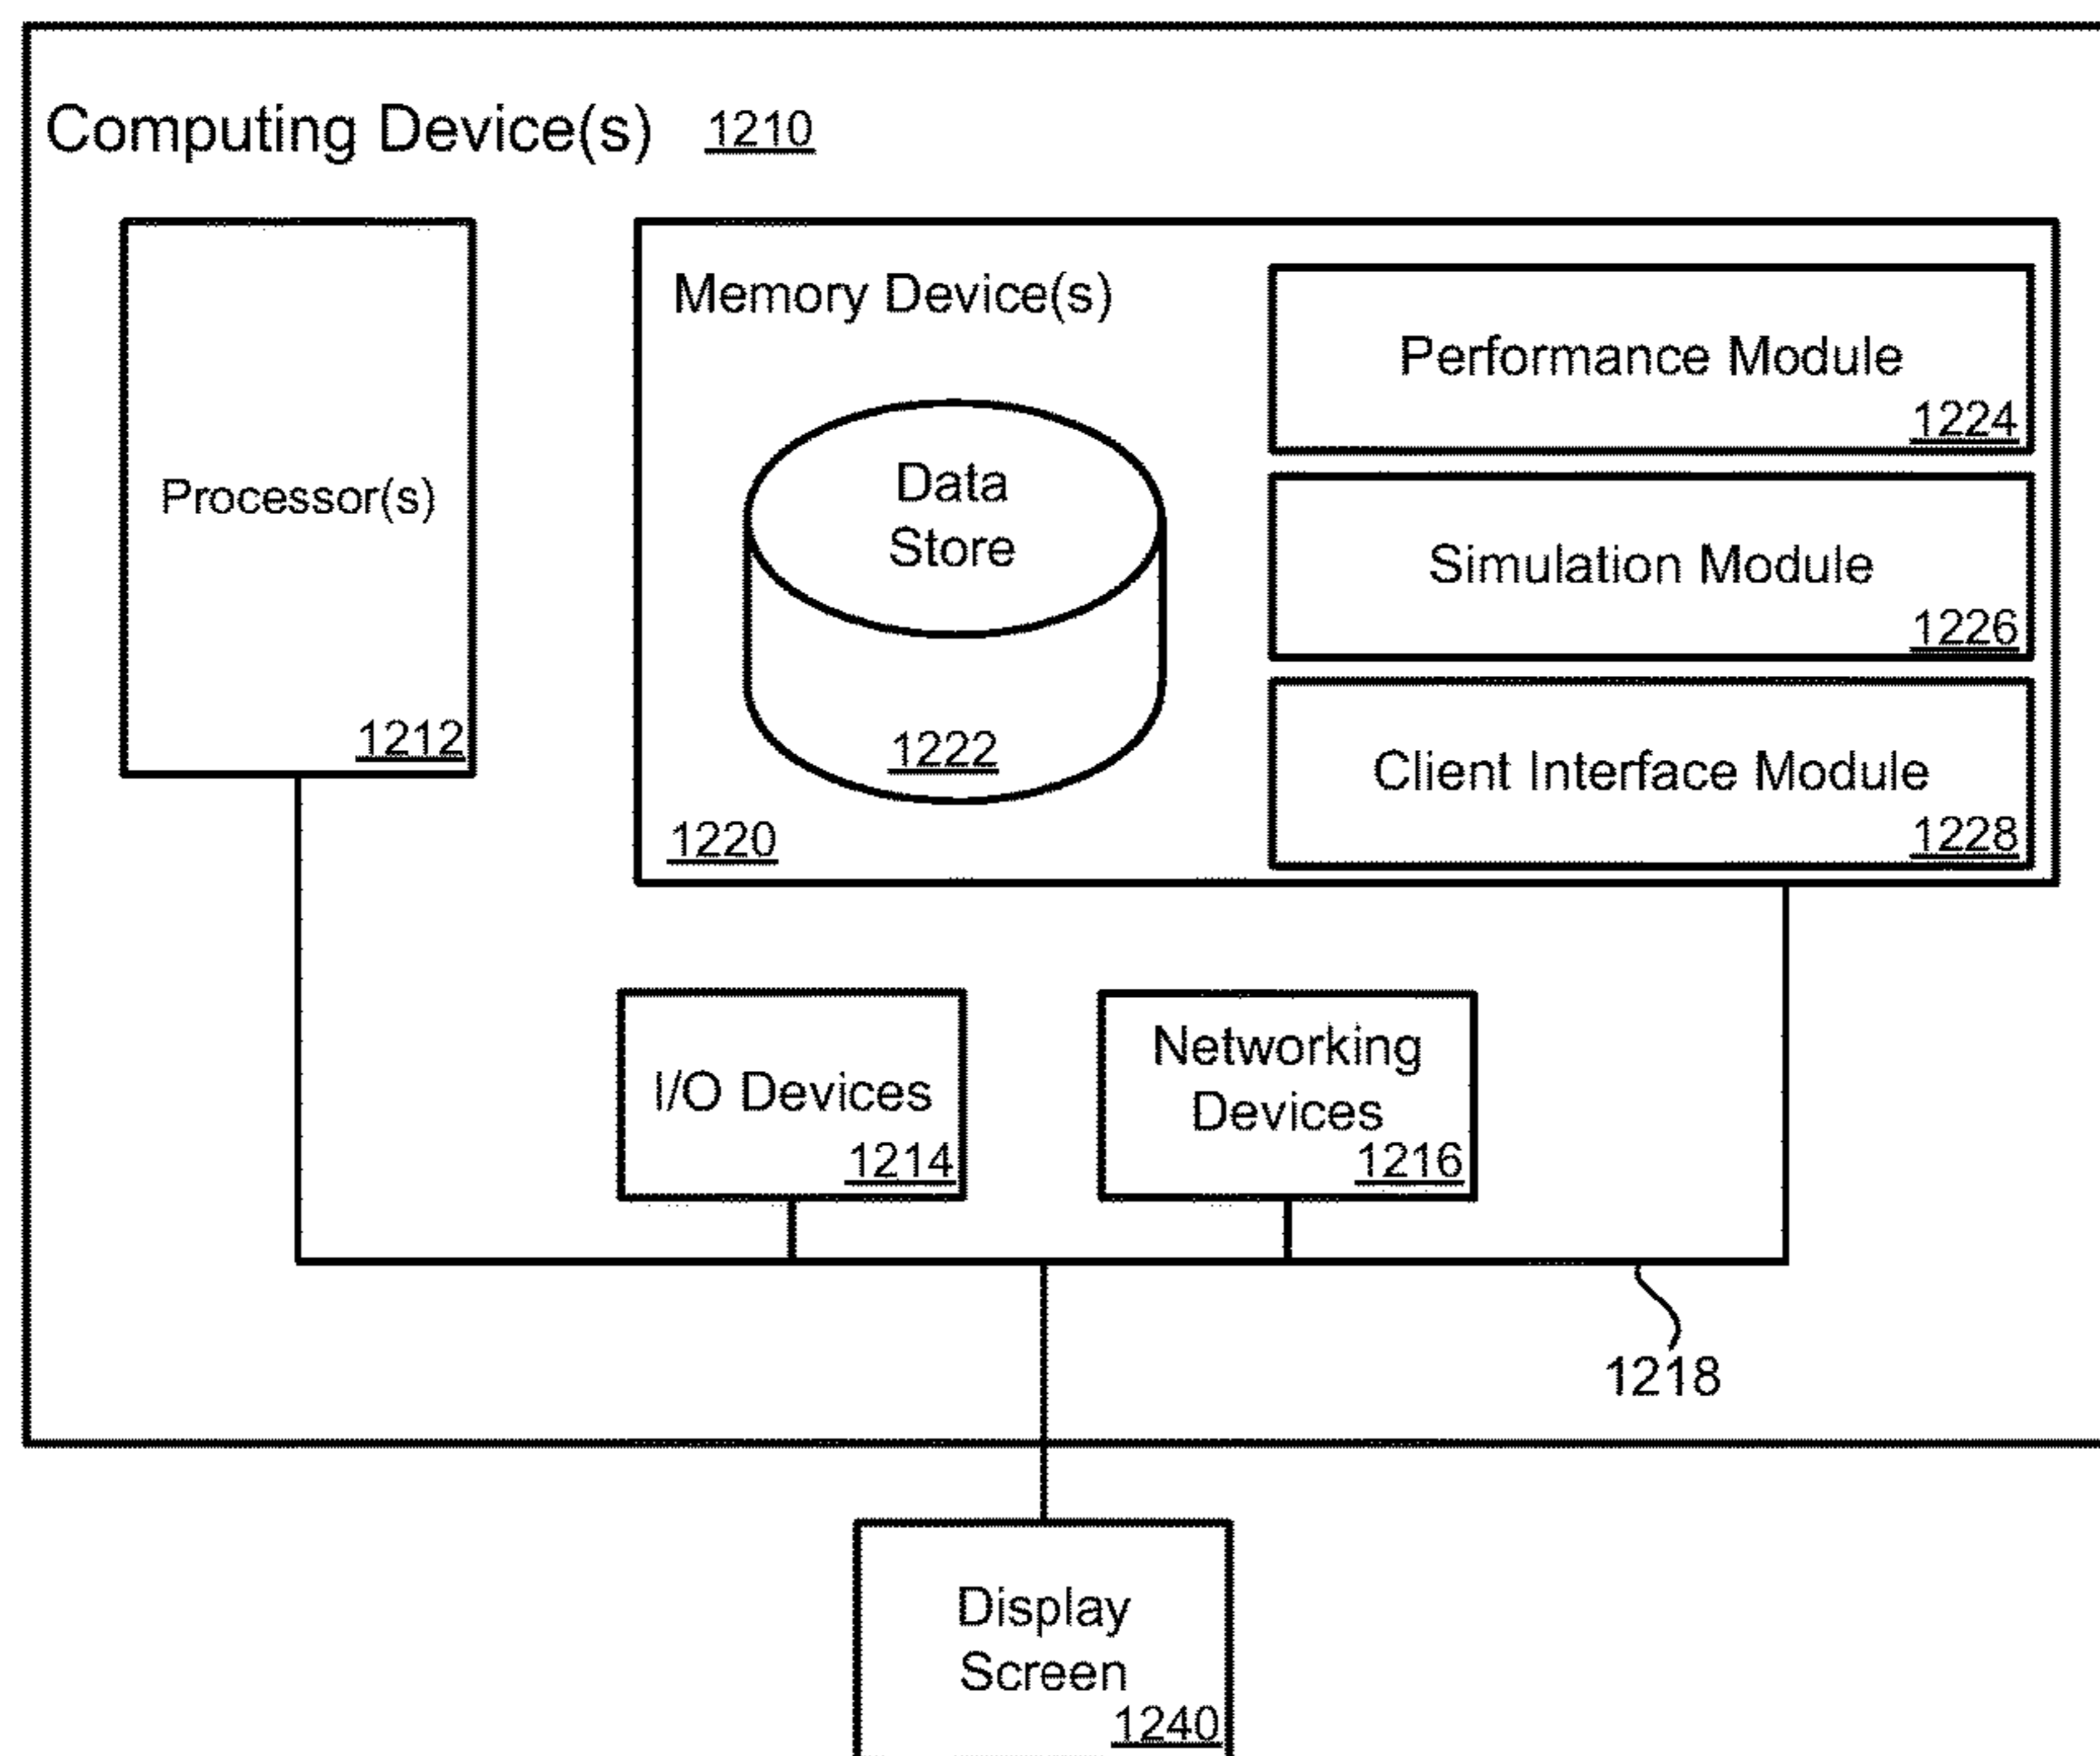 Computing Device(s) 1210
Processor(s)
1212
Memory Device(s)
Data
Store
1222
1220
Performance Module
1224
Simulation Module
1226
Client Interface Module
1228
I/O Devices
1214
Networking
Devices
1216
1218
Display
Screen
1240